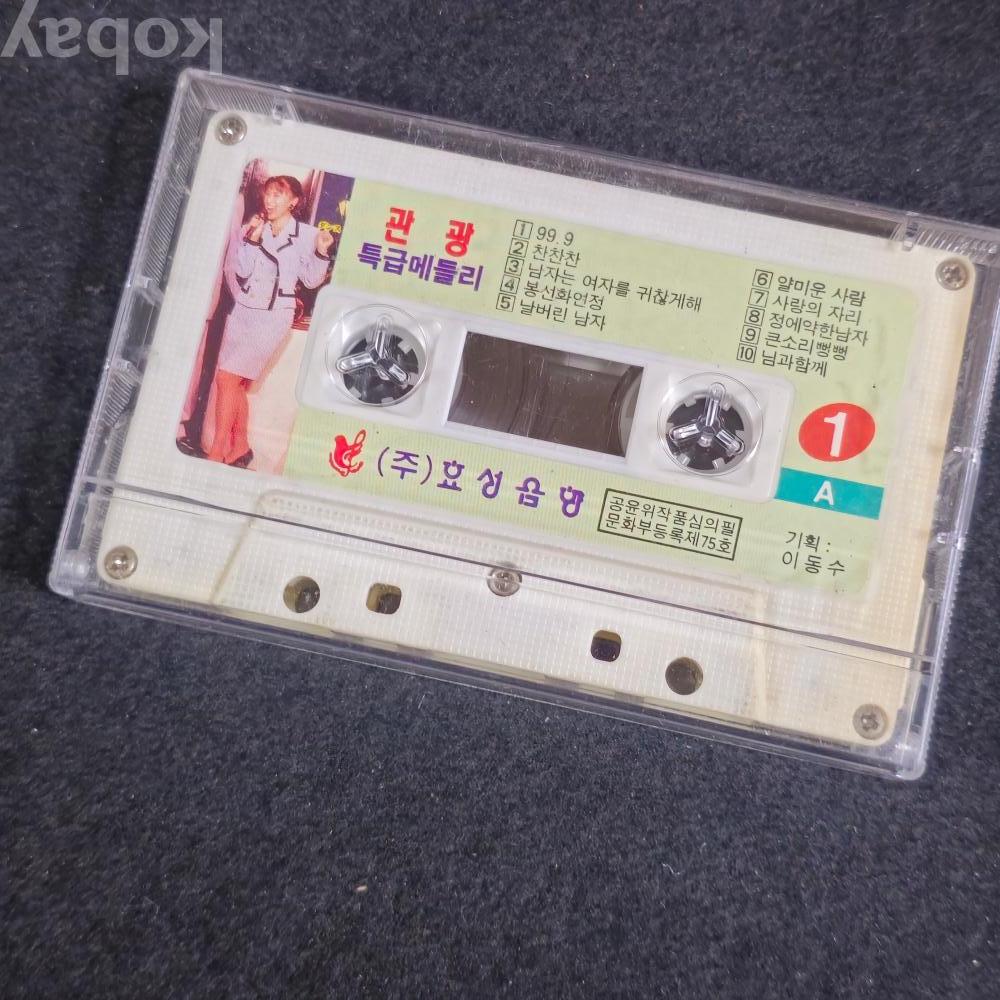 kobay
관광
특급메들리
1 99.9
2 찬찬찬
3 남자는 여자를 귀찮게해
4 봉선화연정
5 날버린 남자
6 얄미운 사람
7 사랑의 자리
8 정에약한남자
9 큰소리뻥뻥
10 님과함께
1
A
(주)효성음향
공윤위작품심의필
문화부등록제75호
기획 :
이동수